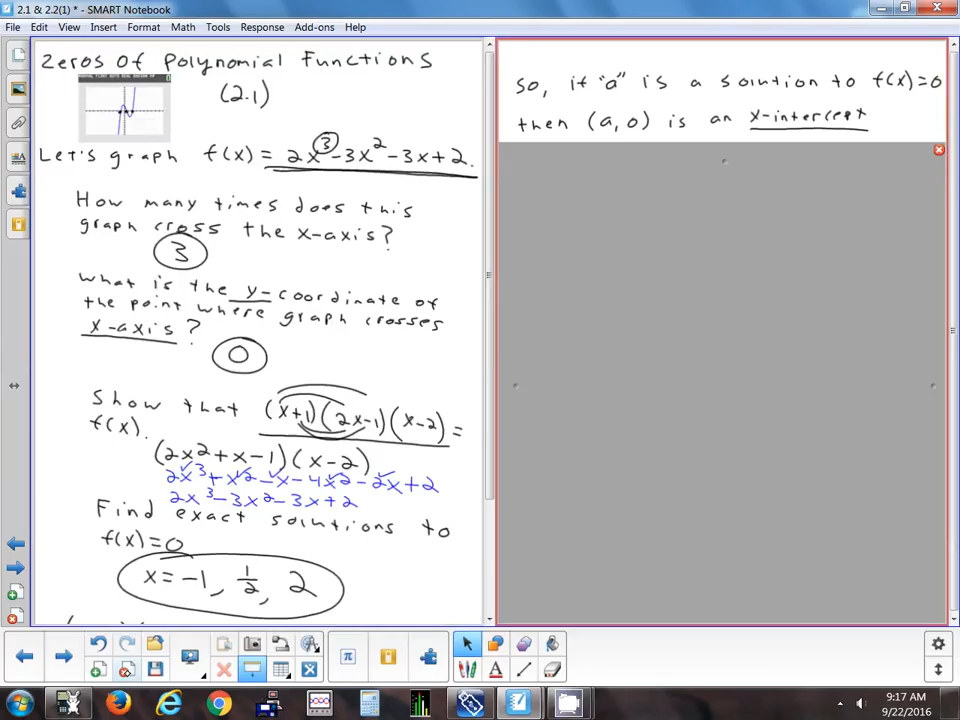 2.1 & 2.2(1) * - SMART Notebook
File Edit View Insert Format Math Tools Response Add-ons Help
Zeros Of Polynomial Functions
(2.1)
Let's graph f(x) = 2x³-3x²-3x+2.
How many times does this
graph cross the x-axis?
3
What is the y-coordinate of
the point where graph crosses
x-axis?
0
Show that (x+1)(2x-1)(x-2) =
f(x).
(2x²+x-1)(x-2)
2x³+x²-x-4x²-2x+2
2x³-3x²-3x+2
Find exact solutions to
f(x)=0
x=-1, 1/2, 2
so, if "a" is a solution to f(x)=0
then (a,0) is an x-intercept
9:17 AM
9/22/2016